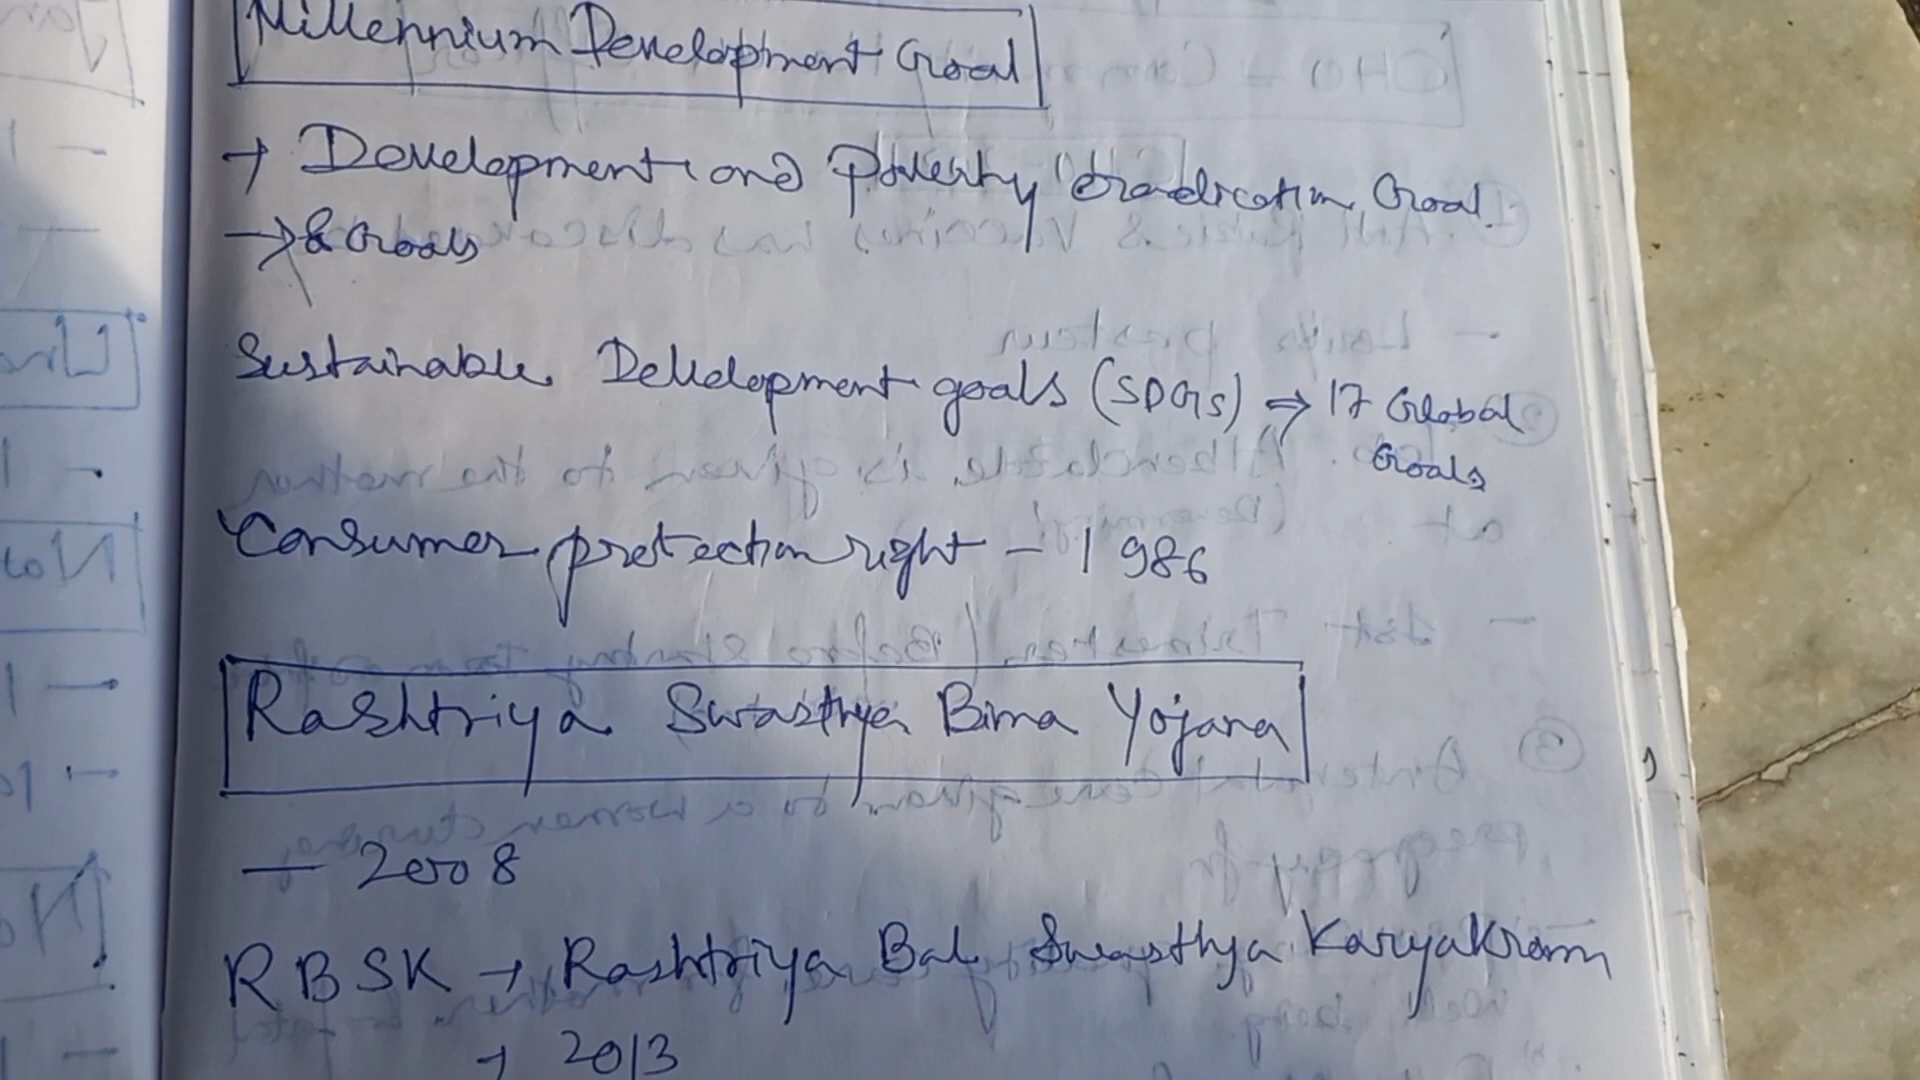 Millennium Development Goal
→ Development and Poverty Eradication Goal.
→ 8 Goals
Sustainable Development goals (SDGs) ⇒ 17 Global
Goals
Consumer protection right - 1986
Rashtriya Swasthya Bima Yojana
- 2008
RBSK → Rashtriya Bal Swasthya Karyakram
→ 2013